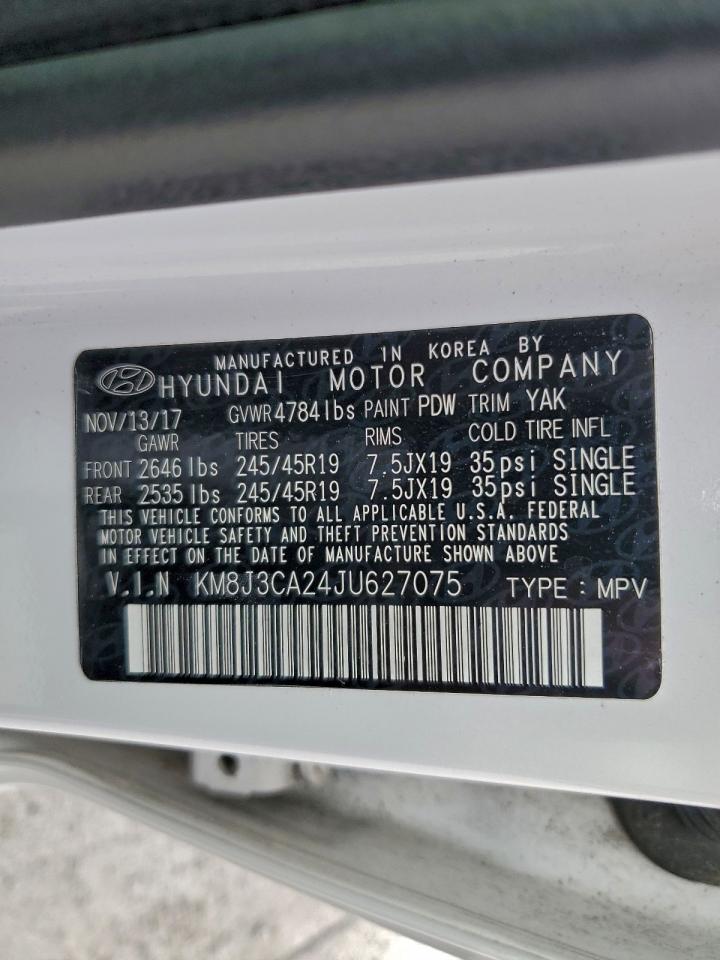 MANUFACTURED IN KOREA BY
HYUNDAI MOTOR COMPANY
NOV/13/17 GVWR 4784 lbs PAINT PDW TRIM YAK
GAWR TIRES RIMS COLD TIRE INFL
FRONT 2646 lbs 245/45R19 7.5JX19 35psi SINGLE
REAR 2535 lbs 245/45R19 7.5JX19 35psi SINGLE
THIS VEHICLE CONFORMS TO ALL APPLICABLE U.S.A. FEDERAL
MOTOR VEHICLE SAFETY AND THEFT PREVENTION STANDARDS
IN EFFECT ON THE DATE OF MANUFACTURE SHOWN ABOVE
V.I.N KM8J3CA24JU627075 TYPE : MPV